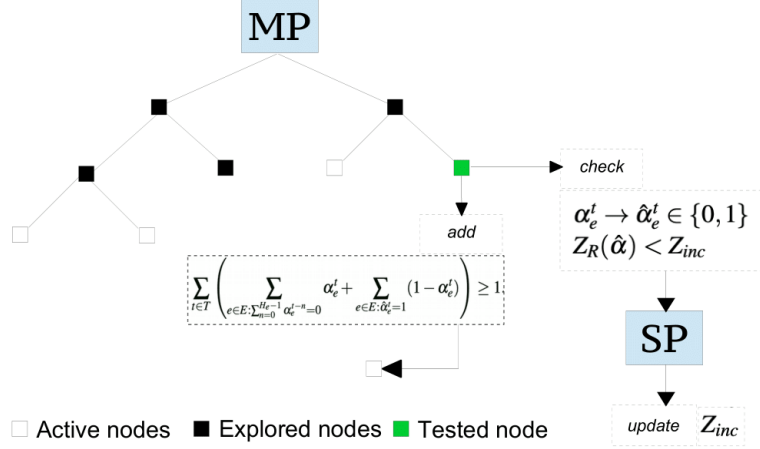 MP
check
α_e^t → α̂_e^t ∈ {0,1}
Z_R(α̂) < Z_inc
add
∑_{t∈T} ( ∑_{e∈E:∑_{n=0}^{H_e−1} α_e^{t−n}=0} α_e^t + ∑_{e∈E:α̂_e^t=1} (1−α_e^t) ) ≥ 1
SP
update Z_inc
Active nodes Explored nodes Tested node